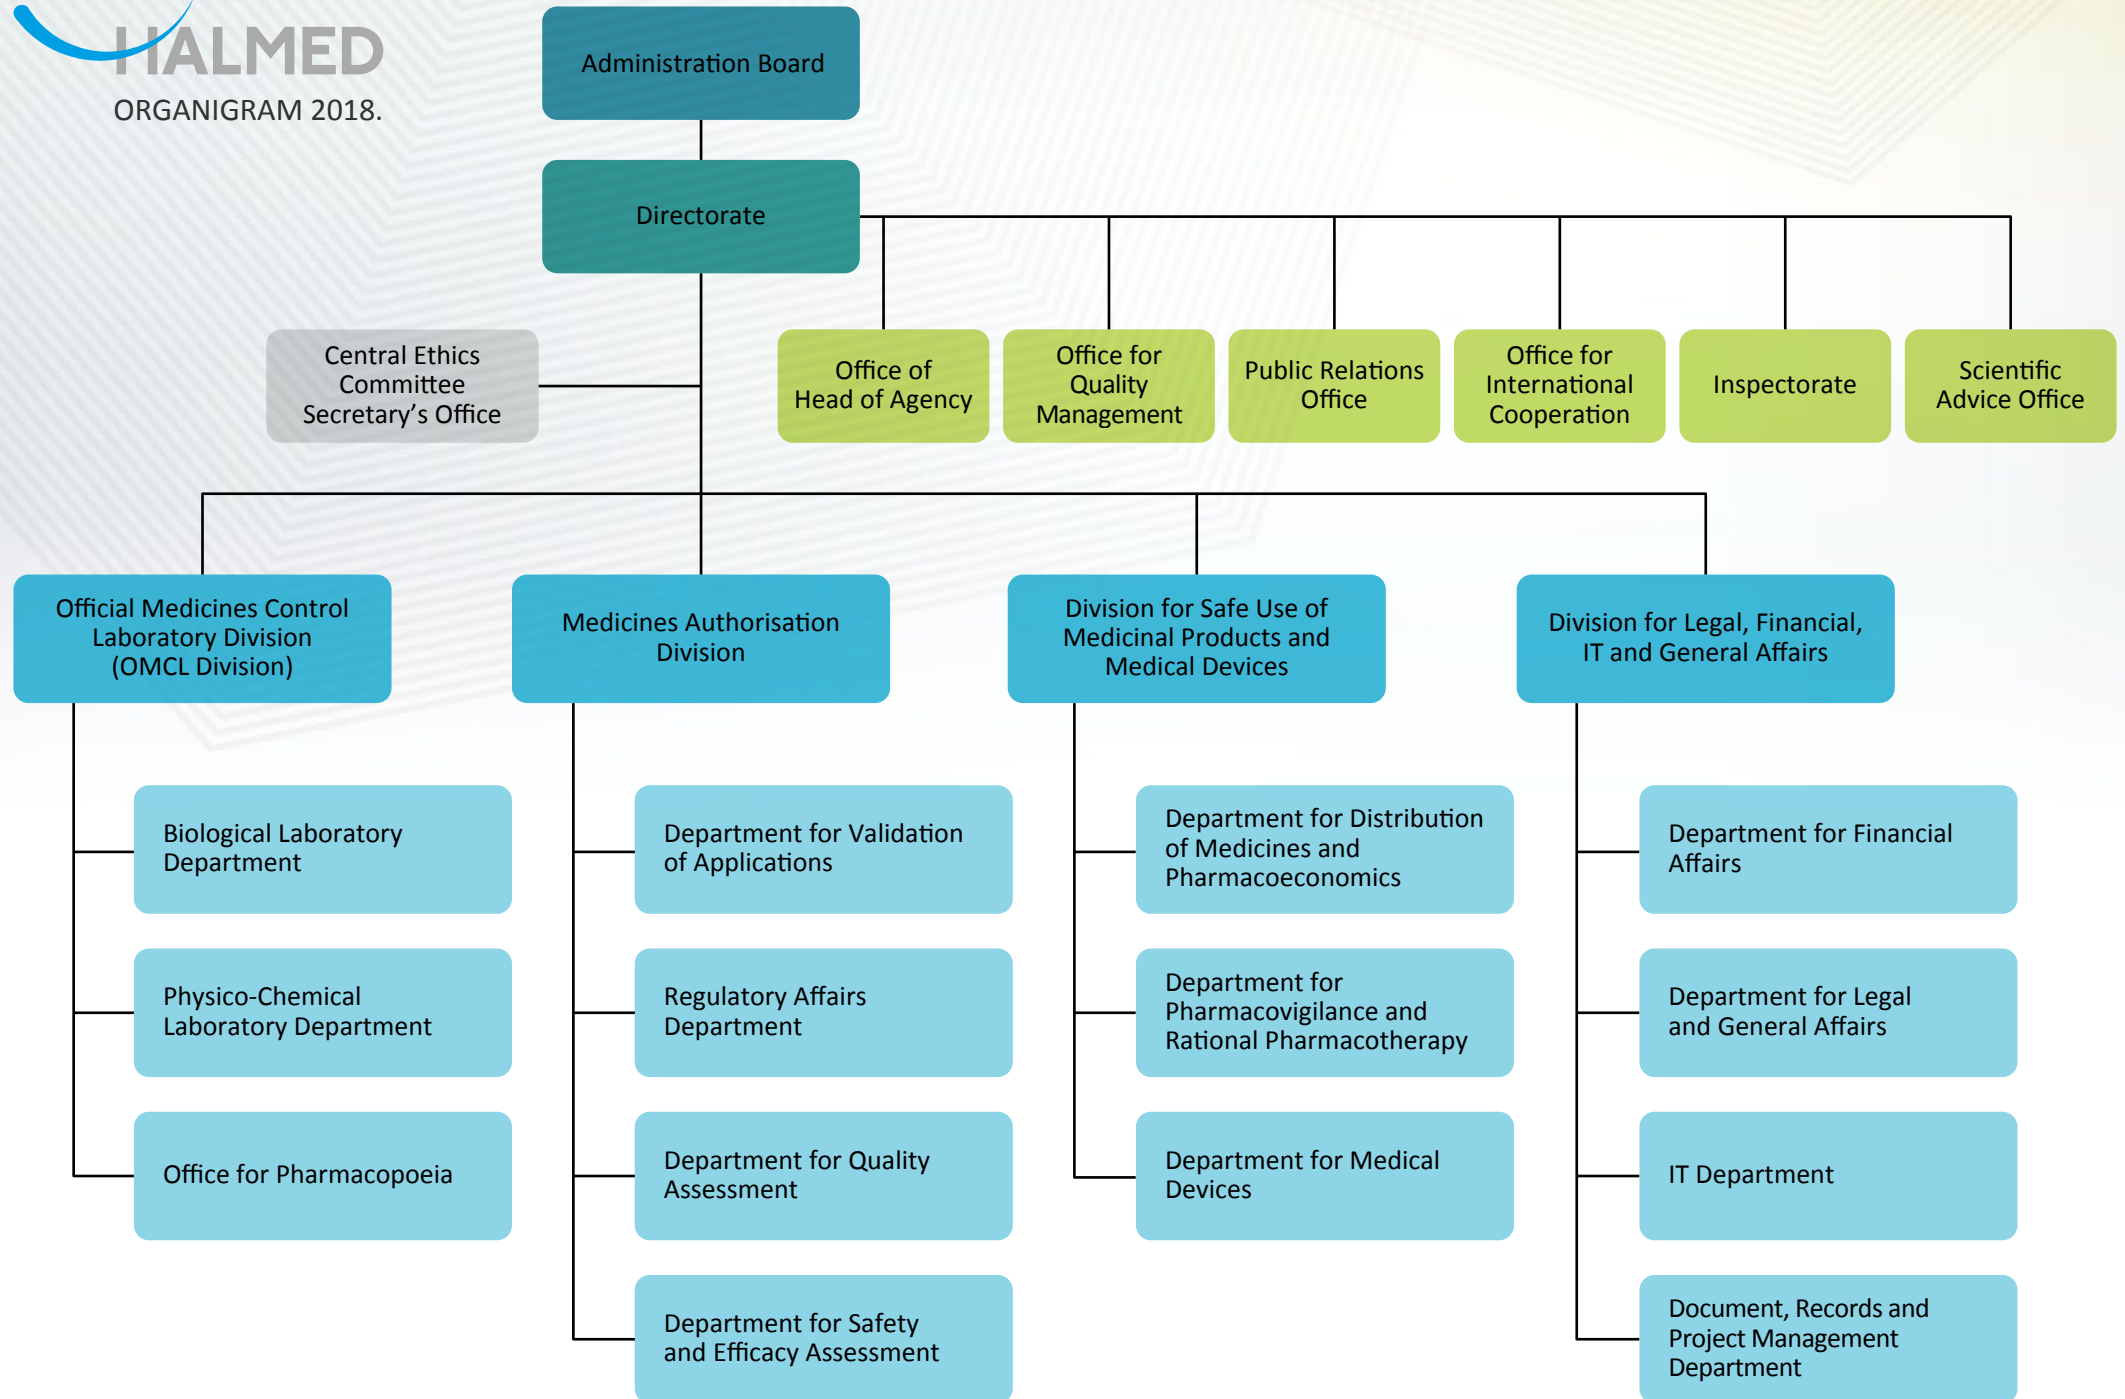 HALMED
ORGANIGRAM 2018.
Administration Board
Directorate
Central Ethics
Committee
Secretary’s Office
Office of
Head of Agency
Office for
Quality
Management
Public Relations
Office
Office for
International
Cooperation
Inspectorate
Scientific
Advice Office
Official Medicines Control
Laboratory Division
(OMCL Division)
Medicines Authorisation
Division
Division for Safe Use of
Medicinal Products and
Medical Devices
Division for Legal, Financial,
IT and General Affairs
Biological Laboratory
Department
Physico-Chemical
Laboratory Department
Office for Pharmacopoeia
Department for Validation
of Applications
Regulatory Affairs
Department
Department for Quality
Assessment
Department for Safety
and Efficacy Assessment
Department for Distribution
of Medicines and
Pharmacoeconomics
Department for
Pharmacovigilance and
Rational Pharmacotherapy
Department for Medical
Devices
Department for Financial
Affairs
Department for Legal
and General Affairs
IT Department
Document, Records and
Project Management
Department